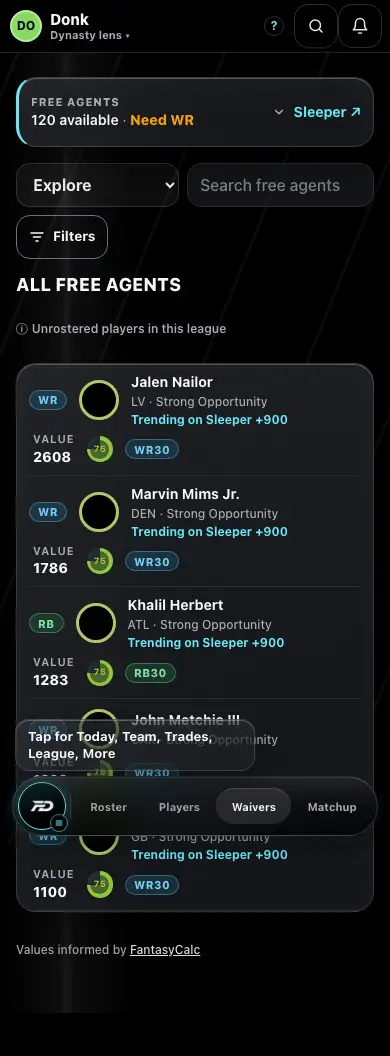 DO
Donk
Dynasty lens ▾
?
FREE AGENTS
120 available · Need WR
Sleeper ↗
Explore
Search free agents
Filters
ALL FREE AGENTS
ⓘ Unrostered players in this league
WR
Jalen Nailor
LV · Strong Opportunity
Trending on Sleeper +900
VALUE
2608
75
WR30
WR
Marvin Mims Jr.
DEN · Strong Opportunity
Trending on Sleeper +900
VALUE
1786
75
WR30
RB
Khalil Herbert
ATL · Strong Opportunity
Trending on Sleeper +900
VALUE
1283
75
RB30
WR
John Metchie III
Opportunity
Tap for Today, Team, Trades,
League, More
75
WR30
Roster
Players
Waivers
Matchup
WR
GB · Strong Opportunity
Trending on Sleeper +900
VALUE
1100
75
WR30
Values informed by FantasyCalc